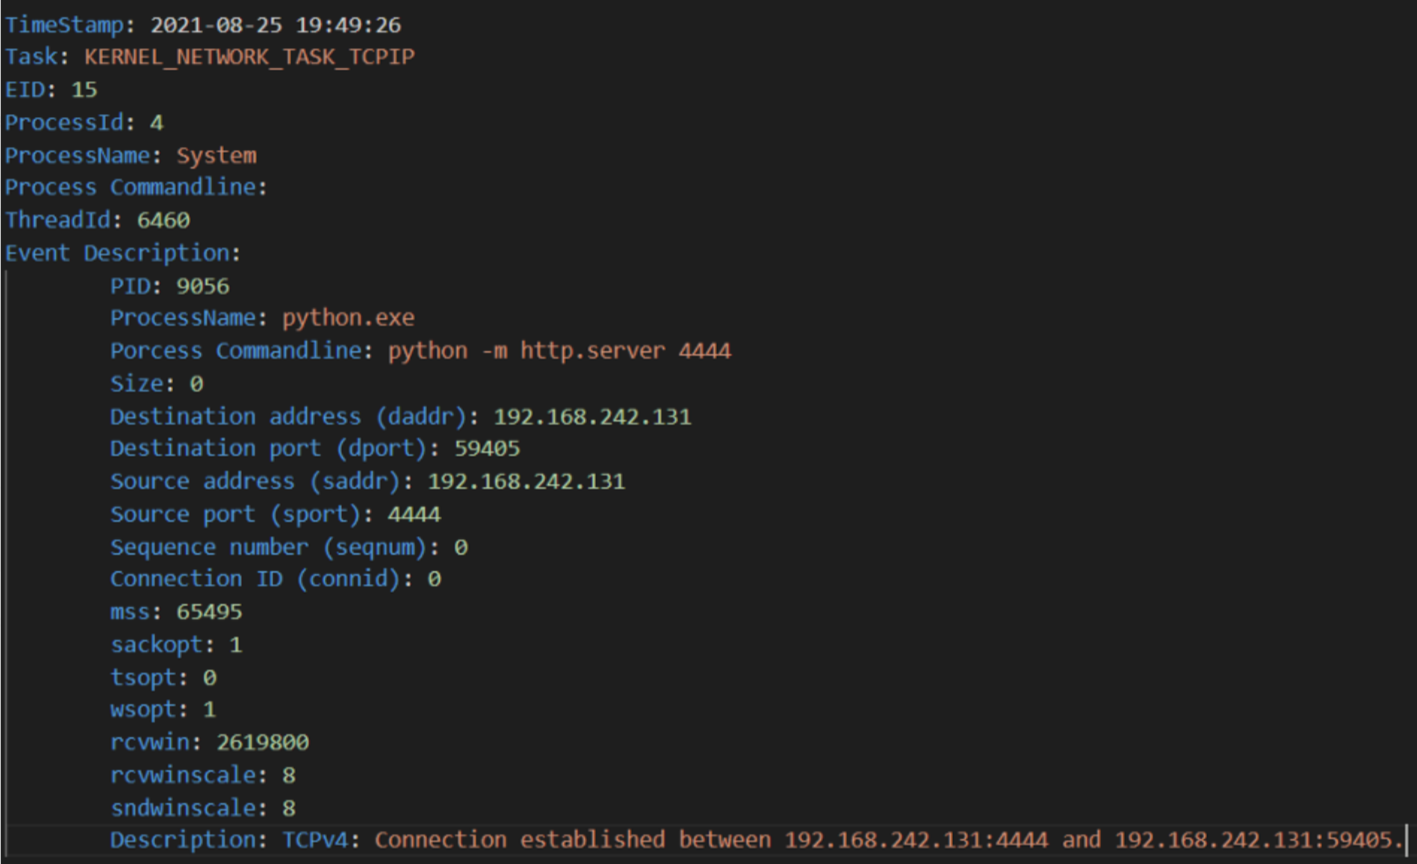 TimeStamp: 2021-08-25 19:49:26
Task: KERNEL_NETWORK_TASK_TCPIP
EID: 15
ProcessId: 4
ProcessName: System
Process Commandline:
ThreadId: 6460
Event Description:
PID: 9056
ProcessName: python.exe
Porcess Commandline: python -m http.server 4444
Size: 0
Destination address (daddr): 192.168.242.131
Destination port (dport): 59405
Source address (saddr): 192.168.242.131
Source port (sport): 4444
Sequence number (seqnum): 0
Connection ID (connid): 0
mss: 65495
sackopt: 1
tsopt: 0
wsopt: 1
rcvwin: 2619800
rcvwinscale: 8
sndwinscale: 8
Description: TCPv4: Connection established between 192.168.242.131:4444 and 192.168.242.131:59405.